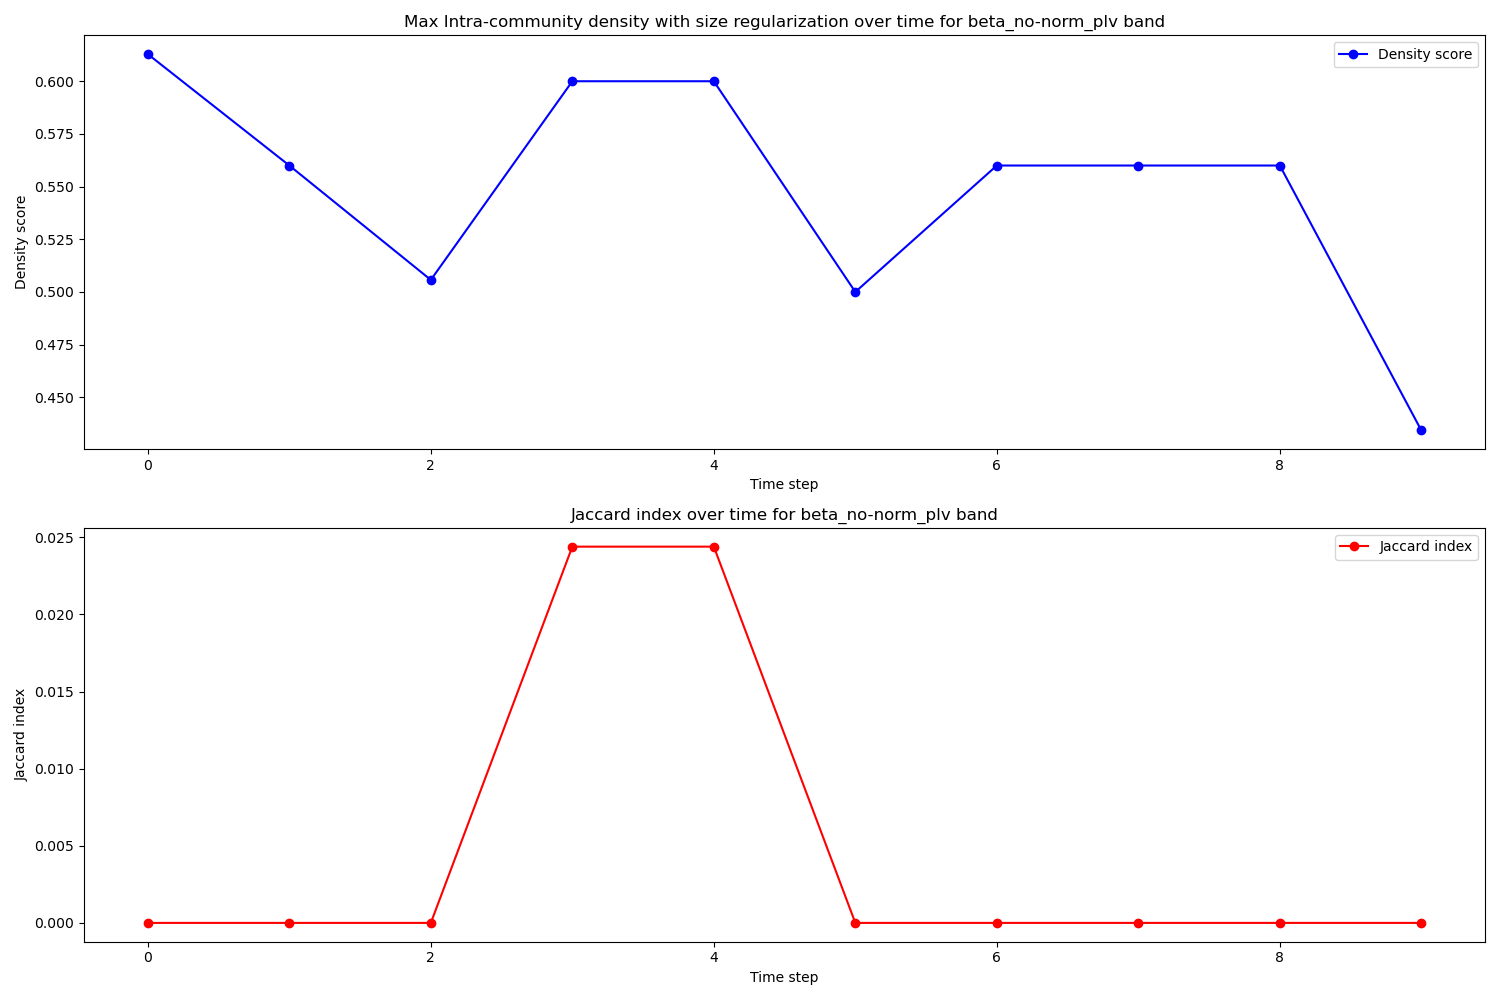 Max Intra-community density with size regularization over time for beta_no-norm_plv band
Density score
0.600
0.575
0.550
0.525
0.500
0.475
0.450
Density score
0
2
4
6
8
Time step
Jaccard index over time for beta_no-norm_plv band
Jaccard index
0.025
0.020
0.015
0.010
0.005
0.000
Jaccard index
0
2
4
6
8
Time step